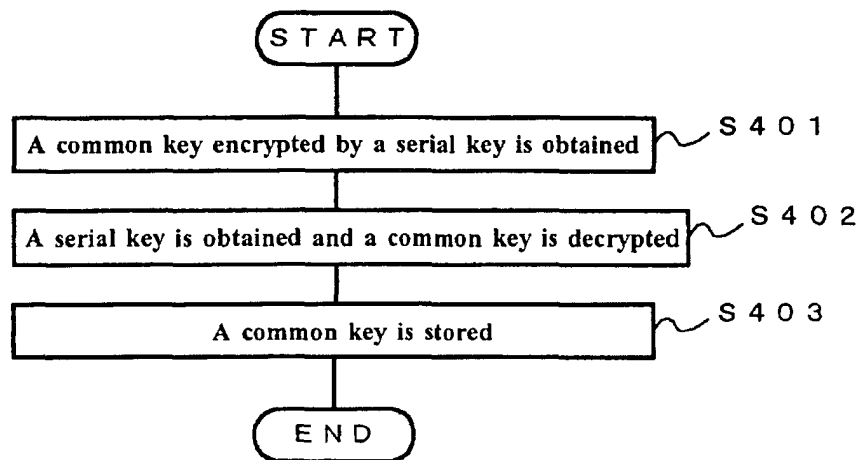 START
A common key encrypted by a serial key is obtained
S401
A serial key is obtained and a common key is decrypted
S402
A common key is stored
S403
END